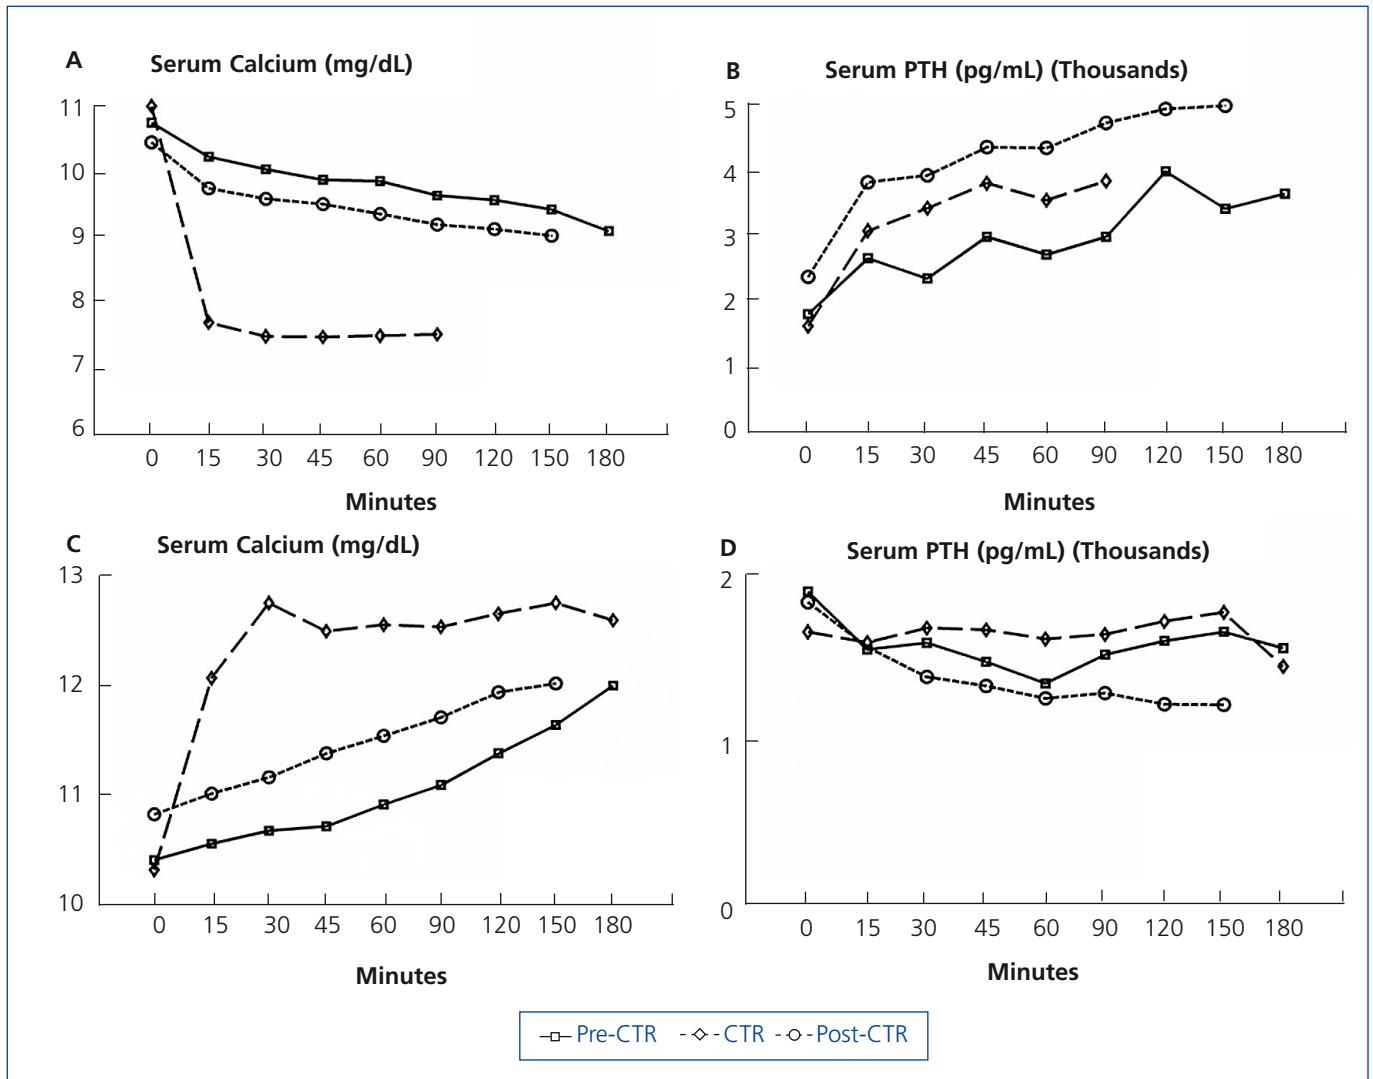 A Serum Calcium (mg/dL)
11
10
9
8
7
6
0 15 30 45 60 90 120 150 180
Minutes
B Serum PTH (pg/mL) (Thousands)
5
4
3
2
1
0
0 15 30 45 60 90 120 150 180
Minutes
C Serum Calcium (mg/dL)
13
12
11
10
0 15 30 45 60 90 120 150 180
Minutes
D Serum PTH (pg/mL) (Thousands)
2
1
0
0 15 30 45 60 90 120 150 180
Minutes
Pre-CTR CTR Post-CTR